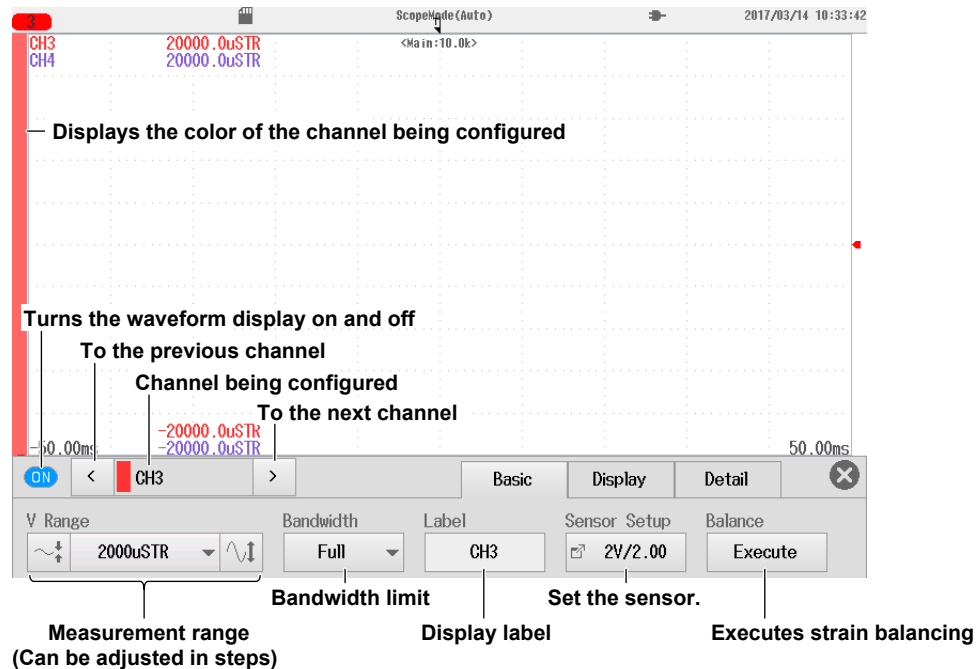 3 ScopeMode(Auto) 2017/03/14 10:33:42
CH3 20000.0uSTR <Main:10.0k>
CH4 20000.0uSTR
Displays the color of the channel being configured
Turns the waveform display on and off
To the previous channel
Channel being configured
To the next channel
-20000.0uSTR
-50.00ms -20000.0uSTR 50.00ms
ON < CH3 > Basic Display Detail
V Range Bandwidth Label Sensor Setup Balance
2000uSTR Full CH3 2V/2.00 Execute
Bandwidth limit Set the sensor.
Measurement range Display label Executes strain balancing
(Can be adjusted in steps)